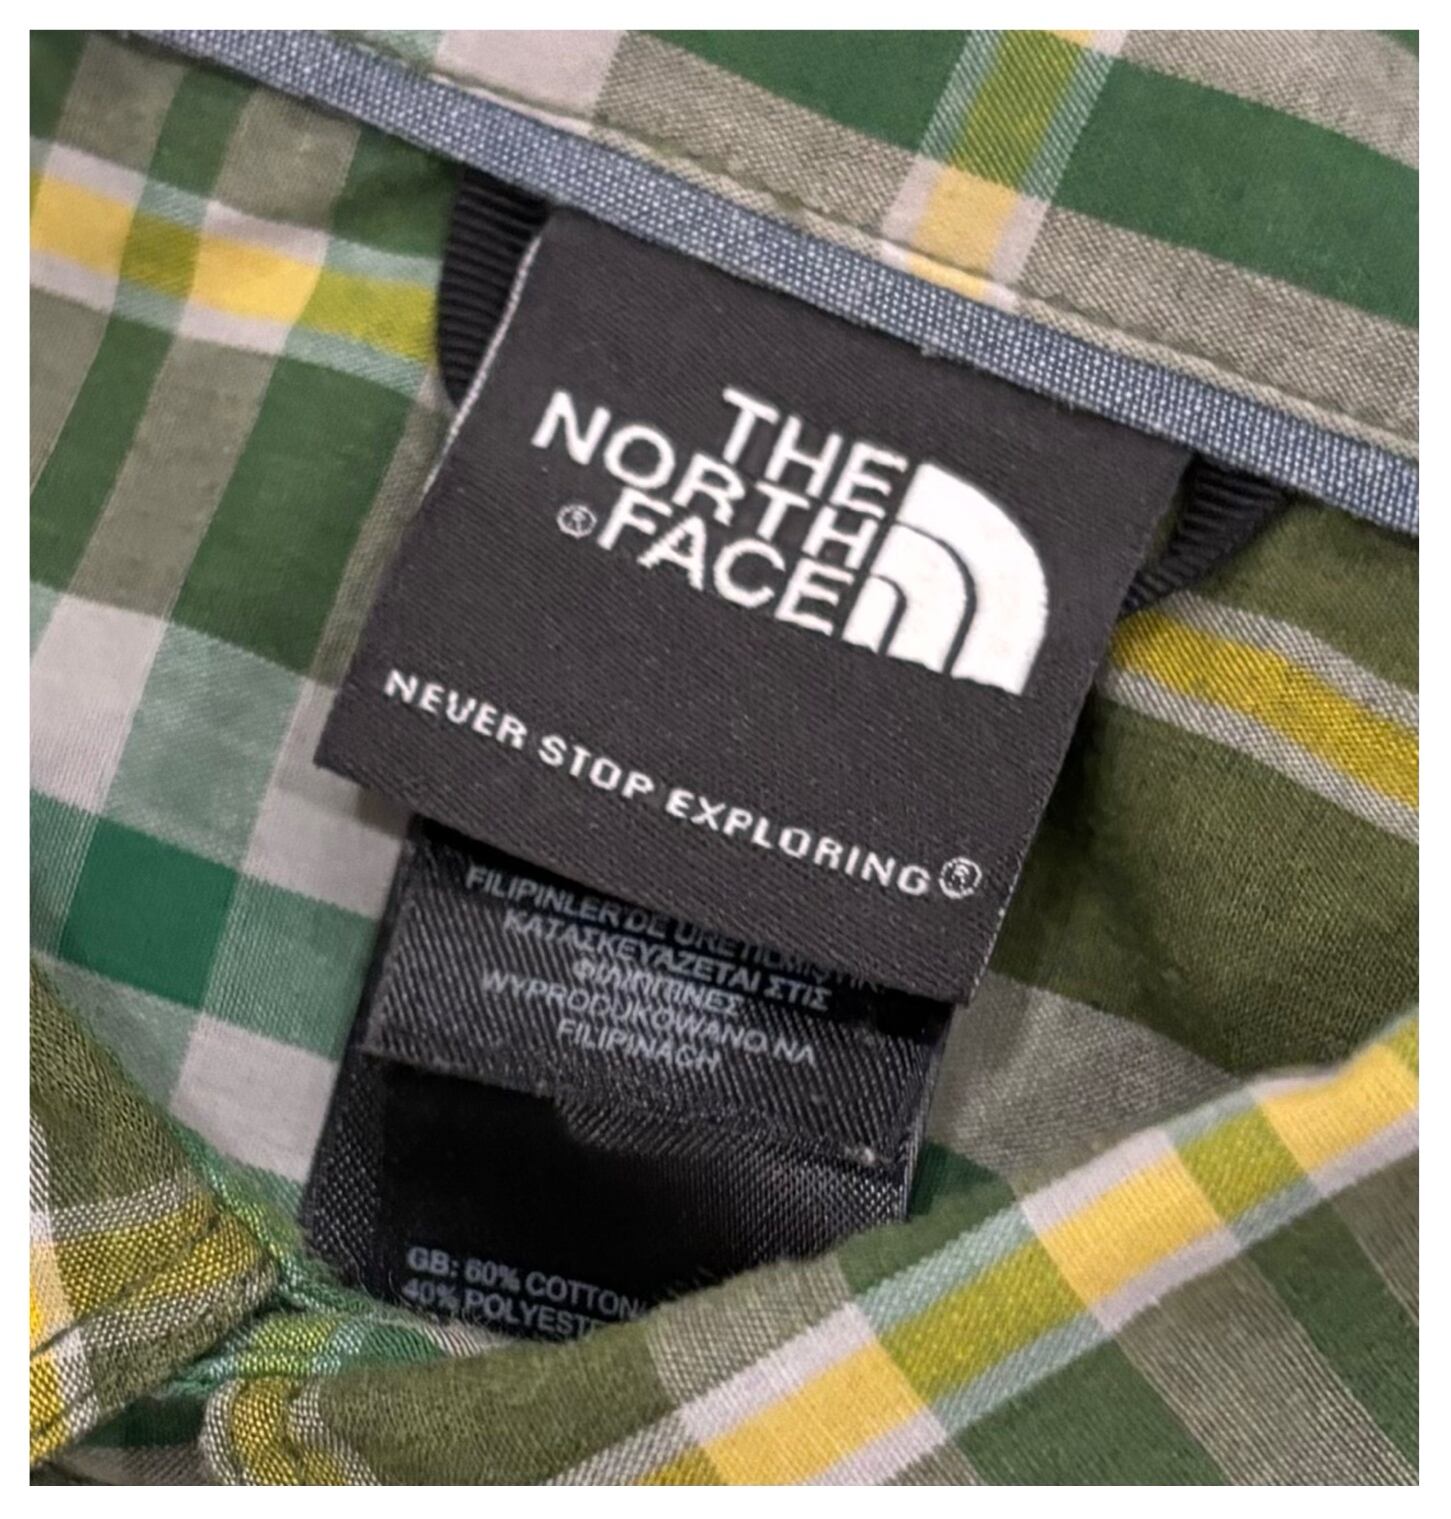 THE
NORTH
®FACE
NEVER STOP EXPLORING®
FILIPINLER'DE ÜRETILMIŞTIR.
ΚΑΤΑΣΚΕΥΑΖΕΤΑΙ ΣΤΙΣ
ΦΙΛΙΠΠΙΝΕΣ
WYPRODUKOWANO NA
FILIPINACH
GB: 60% COTTON/
40% POLYEST